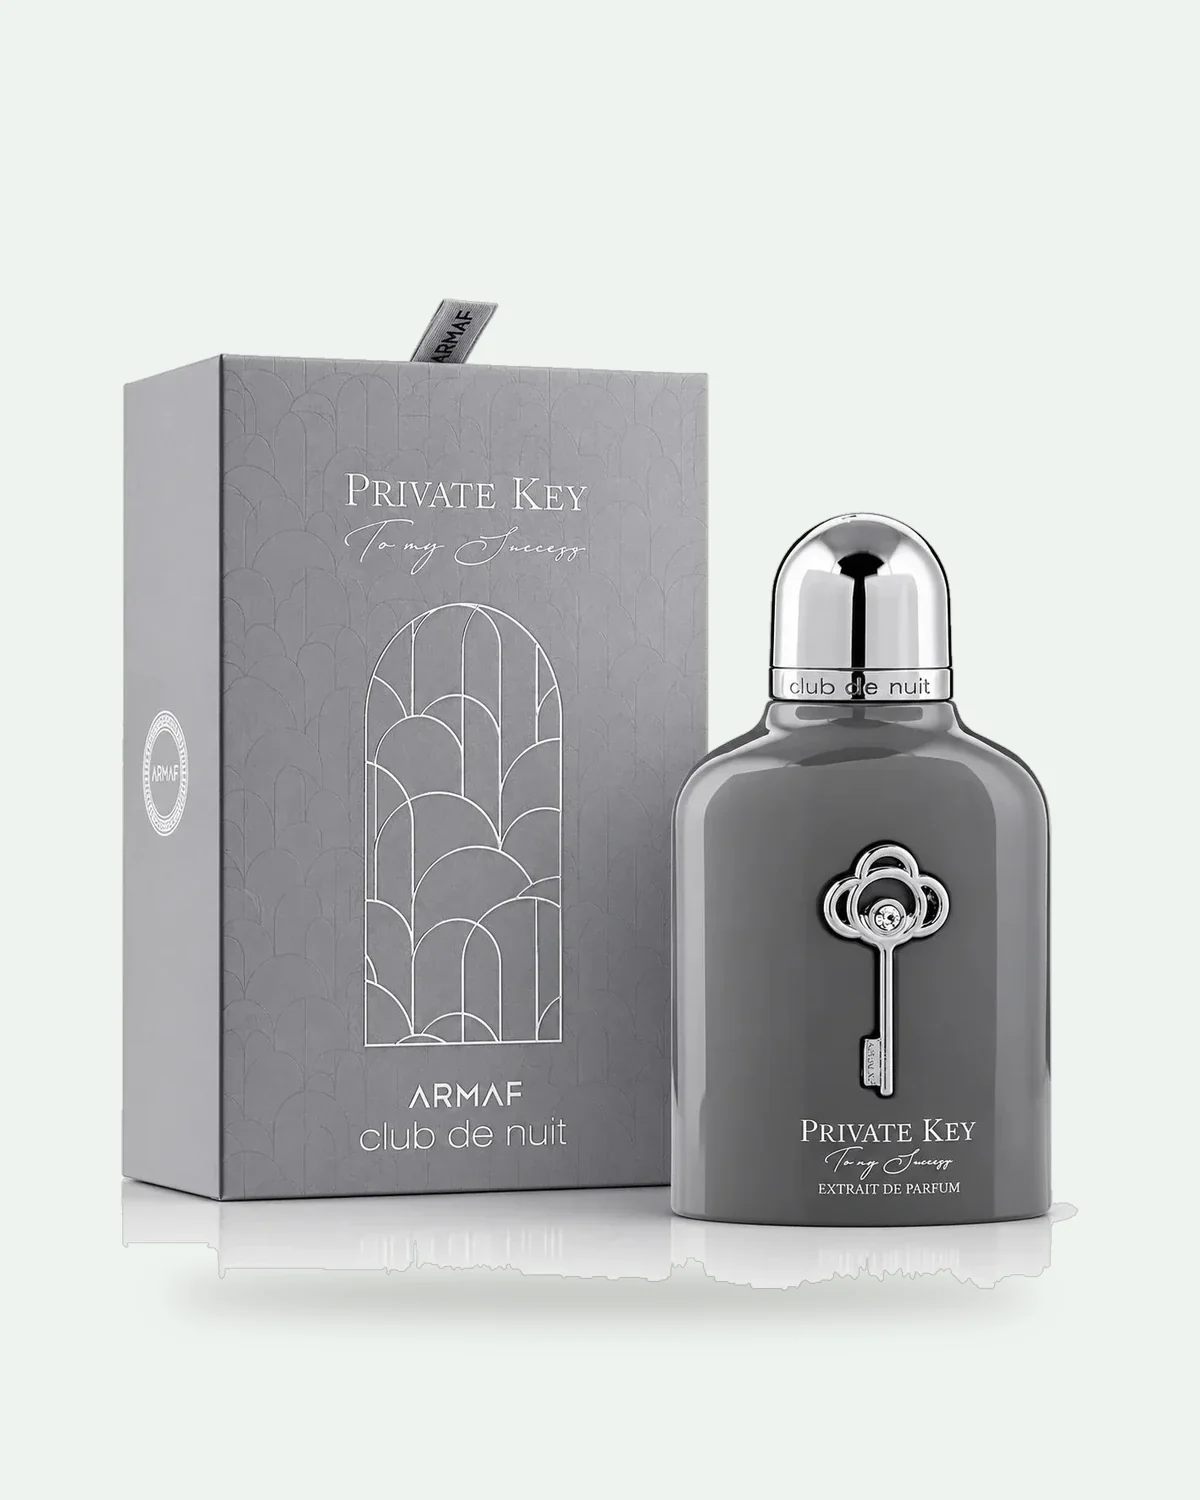 ARMAF
PRIVATE KEY
To my Success
ARMAF
ARMAF
club de nuit
club de nuit
PRIVATE KEY
To my Success
EXTRAIT DE PARFUM